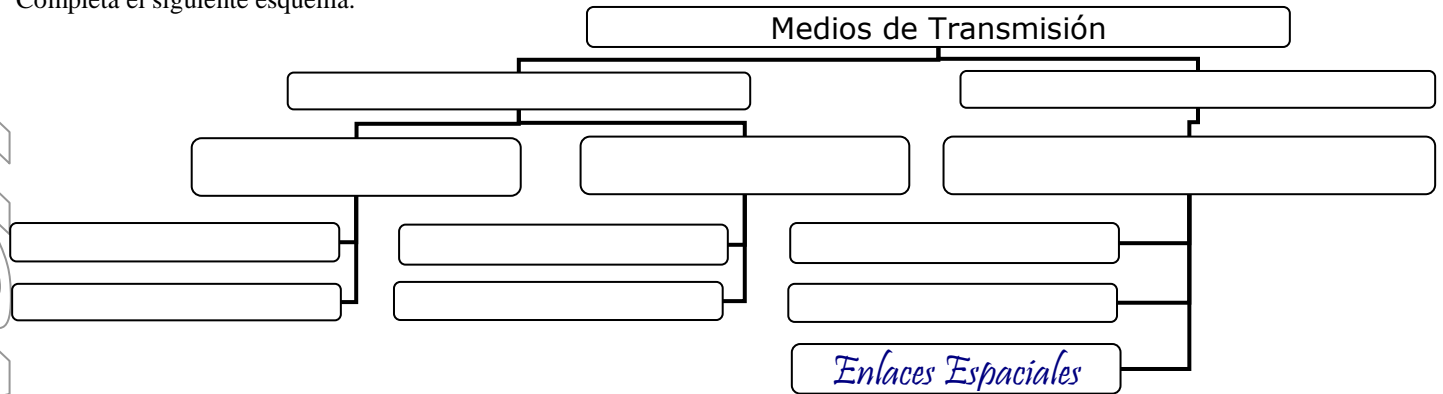 Completa el siguiente esquema.
Medios de Transmisión
Enlaces Espaciales